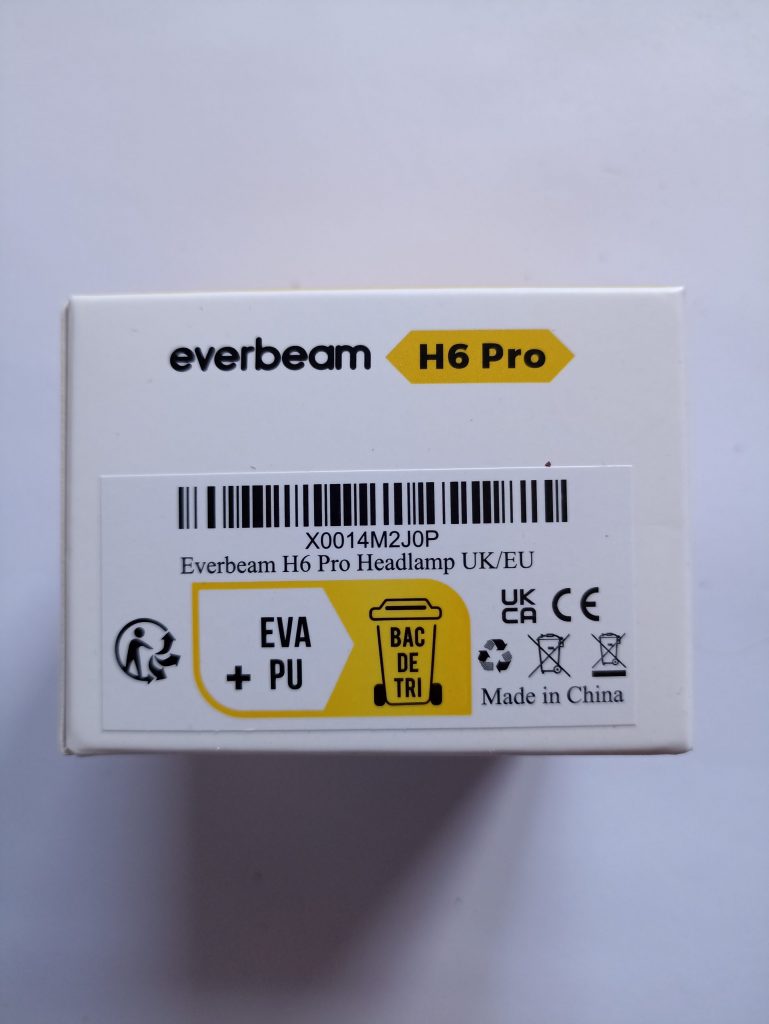 everbeam H6 Pro
X0014M2J0P
Everbeam H6 Pro Headlamp UK/EU
EVA
+ PU
BAC
DE
TRI
UK
CA CE
Made in China